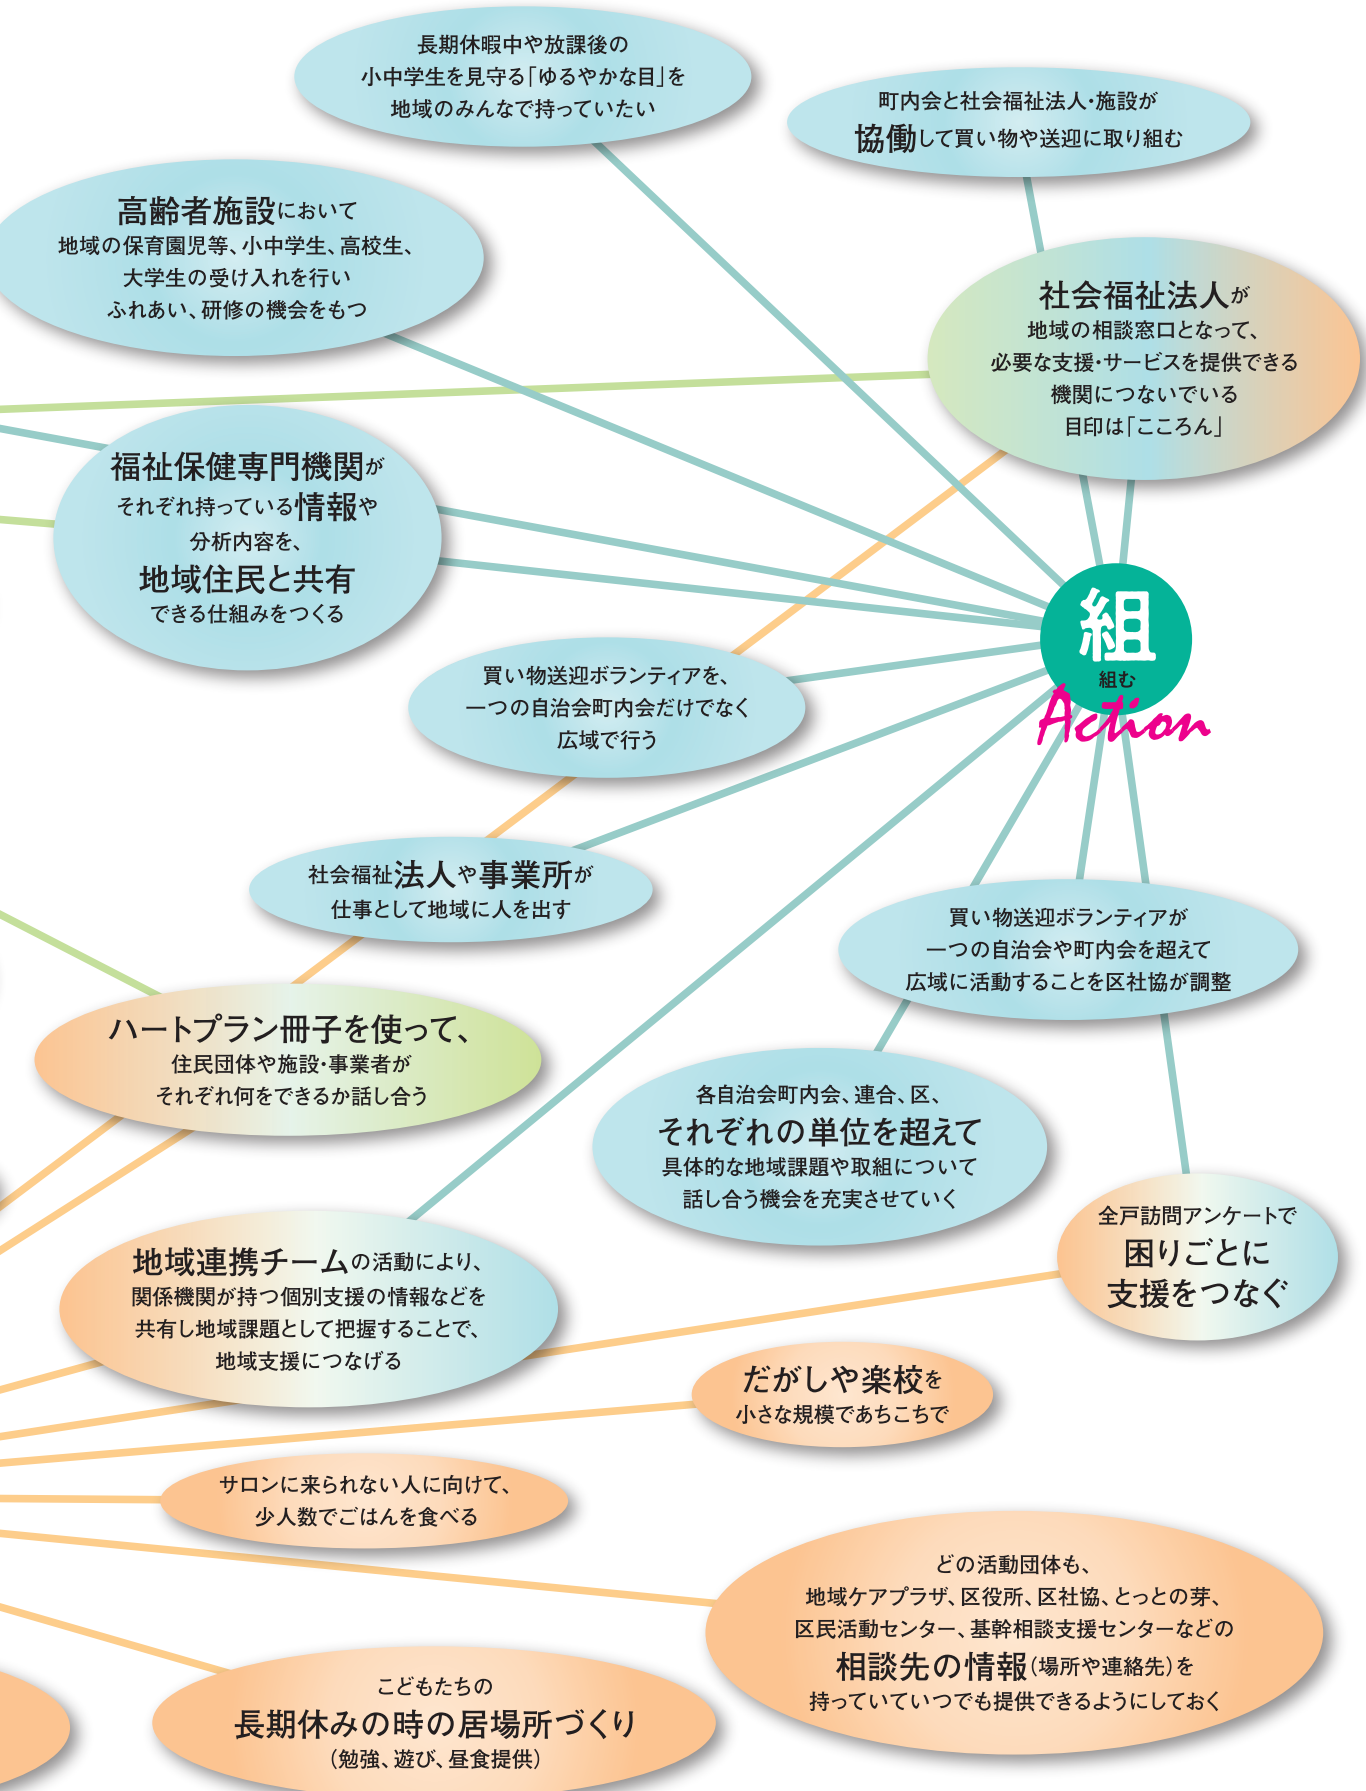 長期休暇中や放課後の
小中学生を見守る「ゆるやかな目」を
地域のみんなで持っていたい
町内会と社会福祉法人・施設が
協働して買い物や送迎に取り組む
高齢者施設において
地域の保育園児等、小中学生、高校生、
大学生の受け入れを行い
ふれあい、研修の機会をもつ
社会福祉法人が
地域の相談窓口となって、
必要な支援・サービスを提供できる
機関につないでいる
目印は「こころん」
福祉保健専門機関が
それぞれ持っている情報や
分析内容を、
地域住民と共有
できる仕組みをつくる
組
組む
Action
買い物送迎ボランティアを、
一つの自治会町内会だけでなく
広域で行う
社会福祉法人や事業所が
仕事として地域に人を出す
買い物送迎ボランティアが
一つの自治会や町内会を超えて
広域に活動することを区社協が調整
ハートプラン冊子を使って、
住民団体や施設・事業者が
それぞれ何をできるか話し合う
各自治会町内会、連合、区、
それぞれの単位を超えて
具体的な地域課題や取組について
話し合う機会を充実させていく
全戸訪問アンケートで
困りごとに
支援をつなぐ
地域連携チームの活動により、
関係機関が持つ個別支援の情報などを
共有し地域課題として把握することで、
地域支援につなげる
だがしや楽校を
小さな規模であちこちで
サロンに来られない人に向けて、
少人数でごはんを食べる
どの活動団体も、
地域ケアプラザ、区役所、区社協、とっとの芽、
区民活動センター、基幹相談支援センターなどの
相談先の情報(場所や連絡先)を
持っていていつでも提供できるようにしておく
こどもたちの
長期休みの時の居場所づくり
(勉強、遊び、昼食提供)